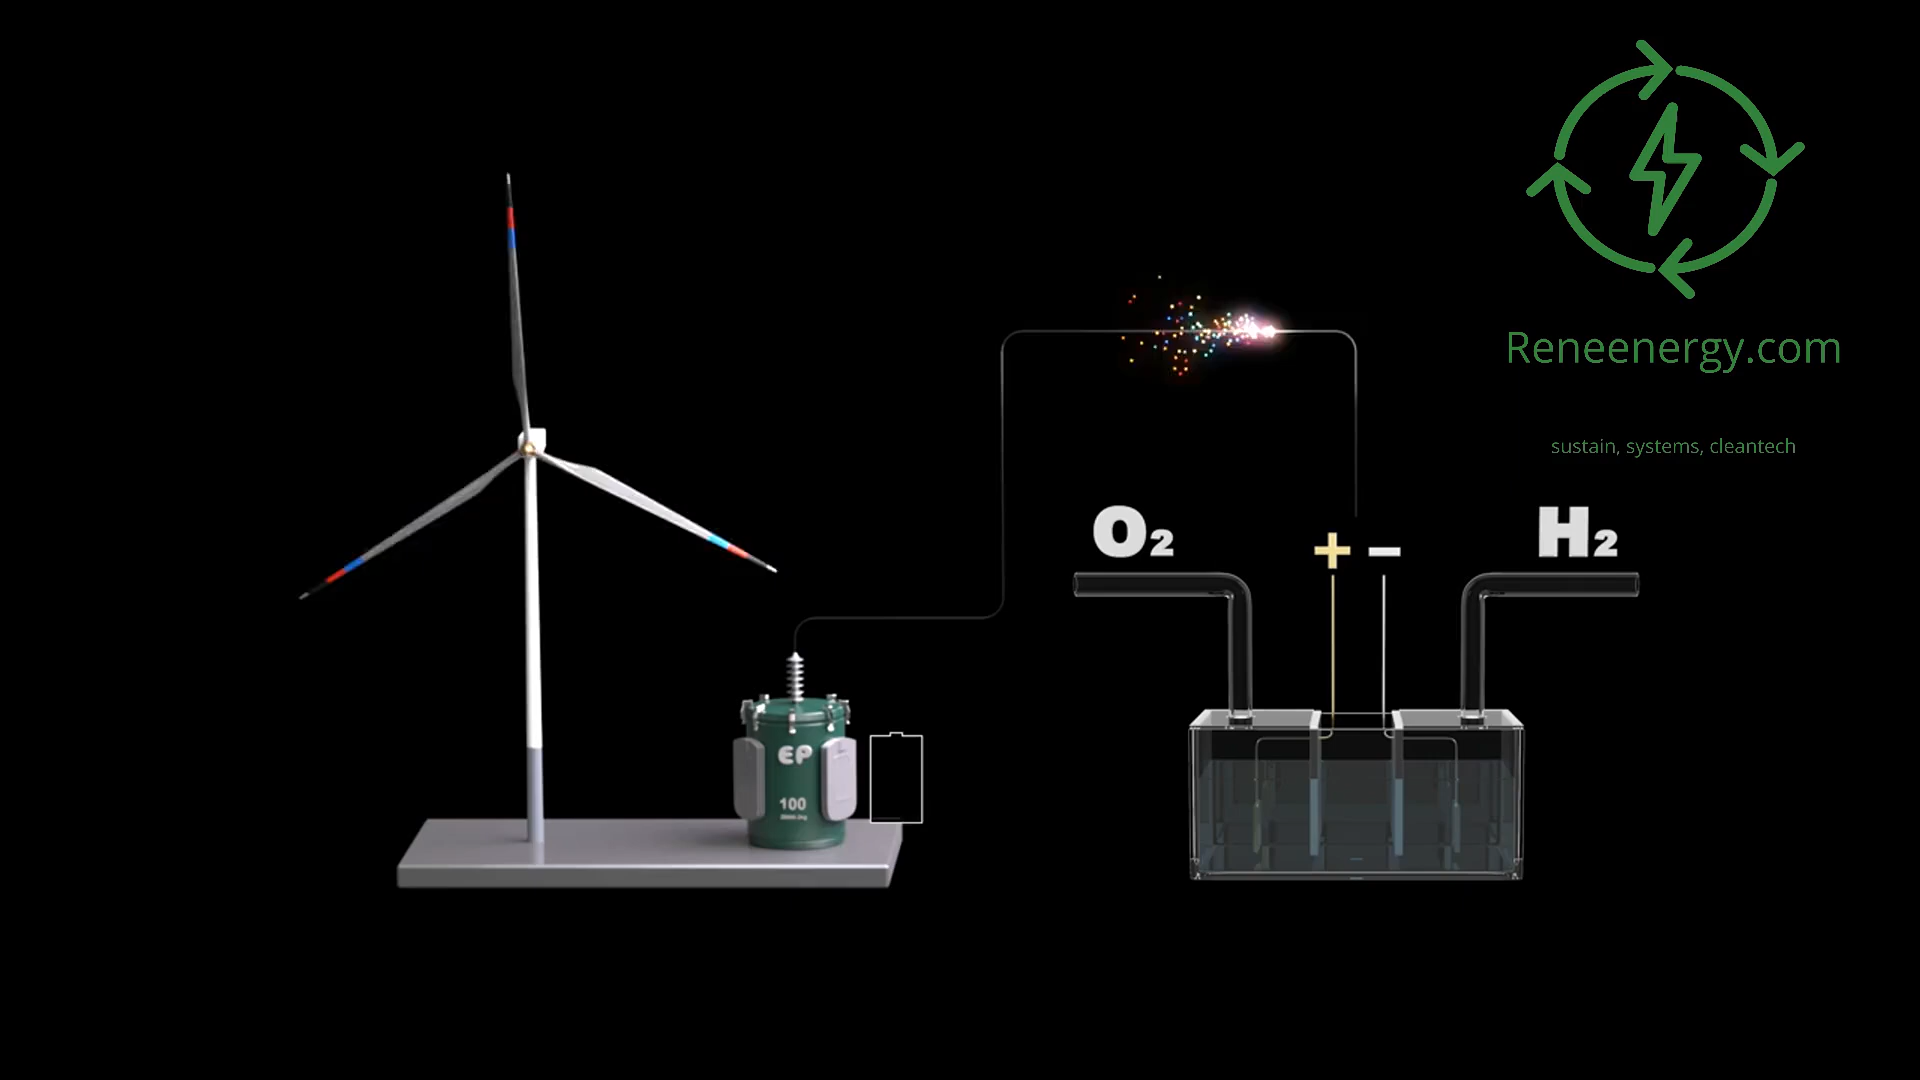 Reneenergy.com
sustain, systems, cleantech
O2
+ −
H2
EP
100